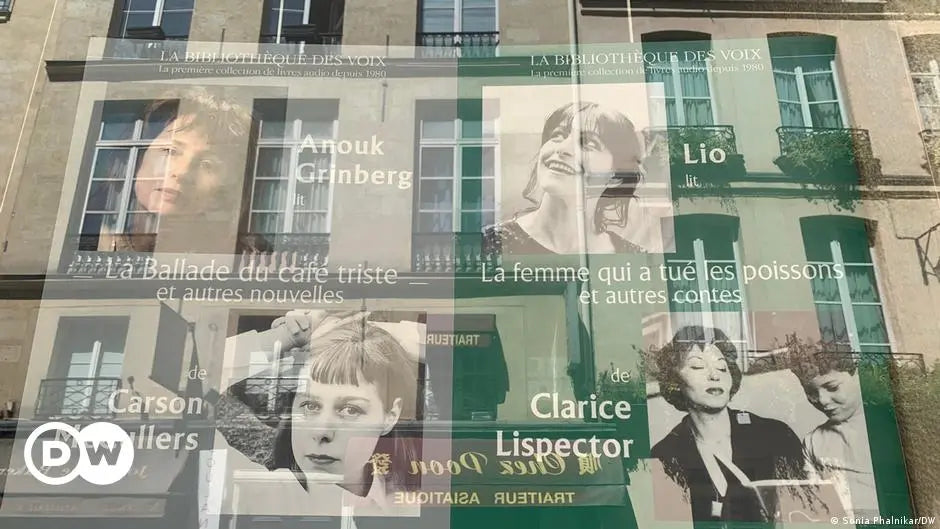 LA BIBLIOTHÈQUE DES VOIX
La première collection de livres audio depuis 1980
Anouk
Grinberg
lit
La Ballade du café triste
et autres nouvelles
de
Carson
McCullers
LA BIBLIOTHÈQUE DES VOIX
La première collection de livres audio depuis 1980
Lio
lit
La femme qui a tué les poissons
et autres contes
de
Clarice
Lispector
TRAITEUR
Chez Poon
TRAITEUR ASIATIQUE
DW
© Sonia Phalnikar/DW